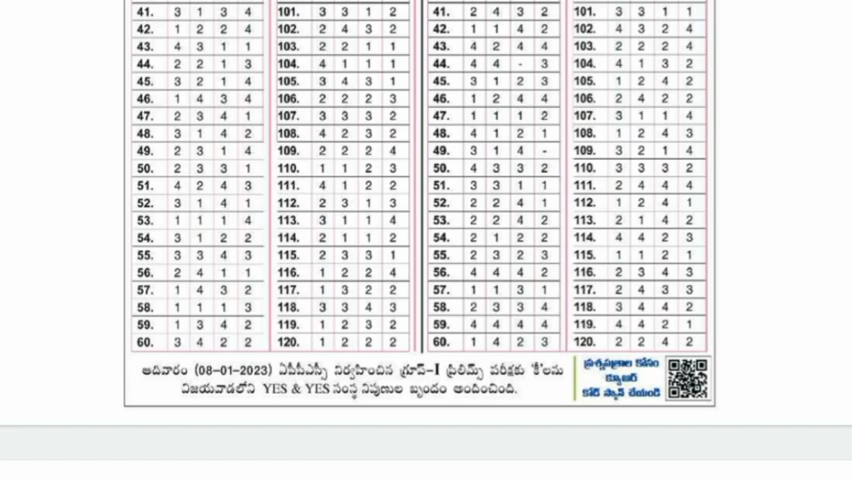 41. 3 1 3 4 101. 3 3 1 2 41. 2 4 3 2 101. 3 3 1 1
42. 1 2 2 4 102. 2 4 3 2 42. 1 1 4 2 102. 4 3 2 4
43. 4 3 1 1 103. 2 2 1 1 43. 4 2 4 4 103. 2 2 2 4
44. 2 2 1 3 104. 4 1 1 1 44. 4 4 - 3 104. 4 1 3 2
45. 3 2 1 4 105. 3 4 3 1 45. 3 1 2 3 105. 1 2 4 2
46. 1 4 3 4 106. 2 2 2 3 46. 1 2 4 4 106. 2 4 2 2
47. 2 3 4 1 107. 3 3 3 2 47. 1 1 1 2 107. 3 1 1 4
48. 3 1 4 2 108. 4 2 3 2 48. 4 1 2 1 108. 1 2 4 3
49. 2 3 1 4 109. 2 2 2 4 49. 3 1 4 - 109. 3 2 1 4
50. 2 3 3 1 110. 1 1 2 3 50. 4 3 3 2 110. 3 3 3 2
51. 4 2 4 3 111. 4 1 2 2 51. 3 3 1 1 111. 2 4 4 4
52. 3 1 4 1 112. 2 3 1 3 52. 2 2 4 1 112. 1 2 4 1
53. 1 1 1 4 113. 3 1 1 4 53. 2 2 4 2 113. 2 1 4 2
54. 3 1 2 2 114. 2 1 1 2 54. 2 1 2 2 114. 4 4 2 3
55. 3 3 4 3 115. 2 3 3 1 55. 2 3 2 3 115. 1 1 2 1
56. 2 4 1 1 116. 1 2 2 4 56. 4 4 4 2 116. 2 3 4 3
57. 1 4 3 2 117. 1 3 2 2 57. 1 1 3 1 117. 2 4 3 3
58. 1 1 1 3 118. 3 3 4 3 58. 2 3 3 4 118. 3 4 4 2
59. 1 3 4 2 119. 1 2 3 2 59. 4 4 4 4 119. 4 4 2 1
60. 3 4 2 2 120. 1 2 2 2 60. 1 4 2 3 120. 2 2 4 2
ఆదివారం (08-01-2023) ఏపీపీఎస్సీ నిర్వహించిన గ్రూప్-I ప్రిలిమ్స్ పరీక్షకు 'కీ'లను
విజయవాడలోని YES & YES సంస్థ నిపుణుల బృందం అందించింది.
ప్రశ్నపత్రాల కోసం
క్యూఆర్
కోడ్ స్కాన్ చేయండి